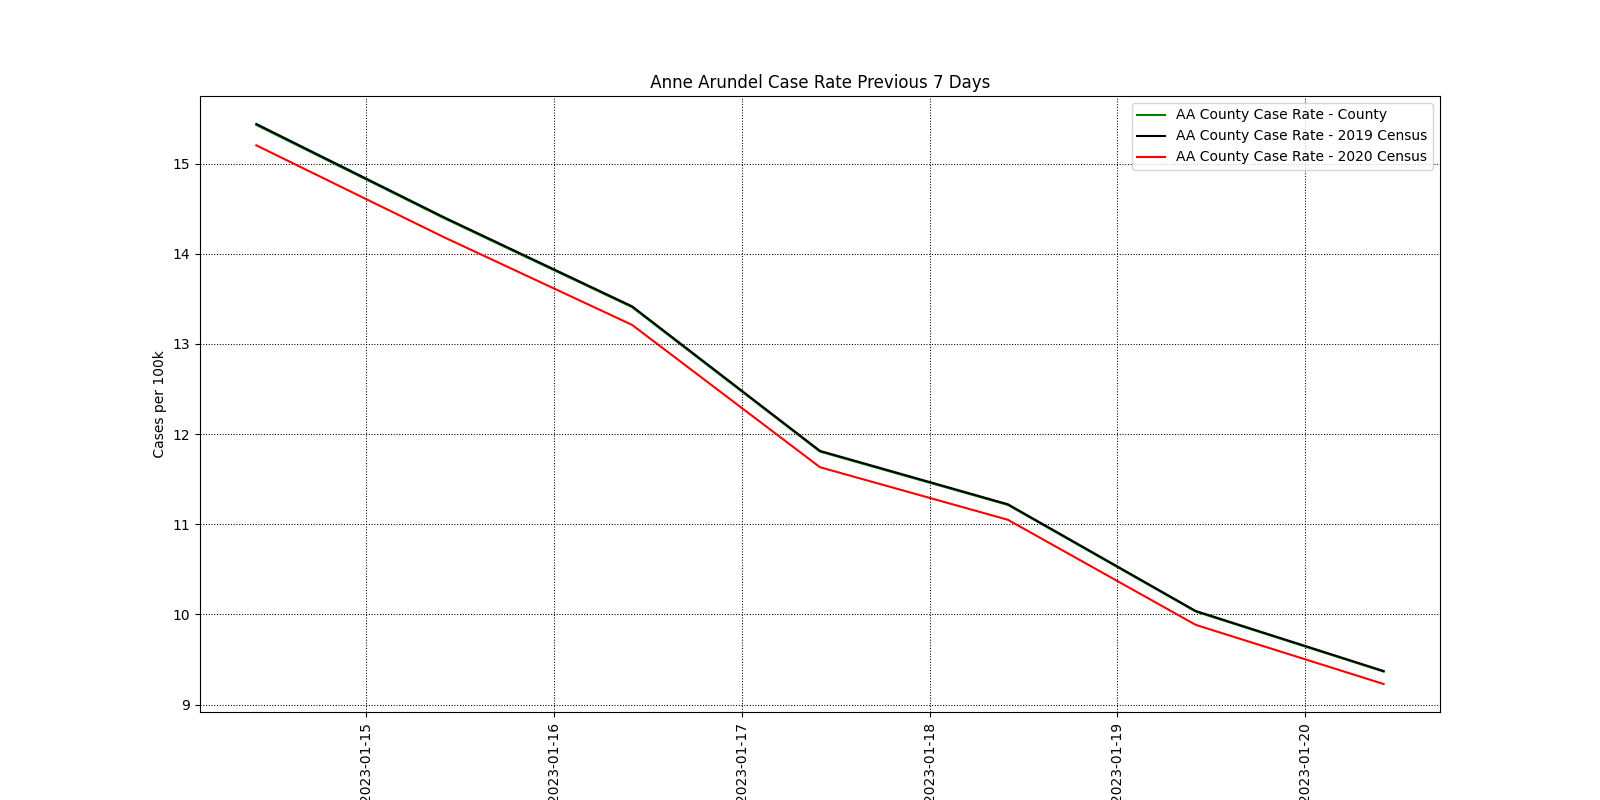 Anne Arundel Case Rate Previous 7 Days
AA County Case Rate - County
AA County Case Rate - 2019 Census
AA County Case Rate - 2020 Census
Cases per 100k
15
14
13
12
11
10
9
2023-01-15
2023-01-16
2023-01-17
2023-01-18
2023-01-19
2023-01-20